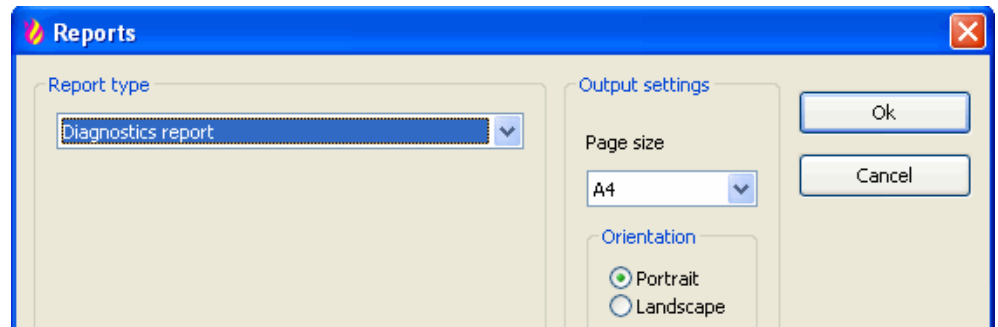 Reports
Report type
Diagnostics report
Output settings
Page size
A4
Orientation
Portrait
Landscape
Ok
Cancel